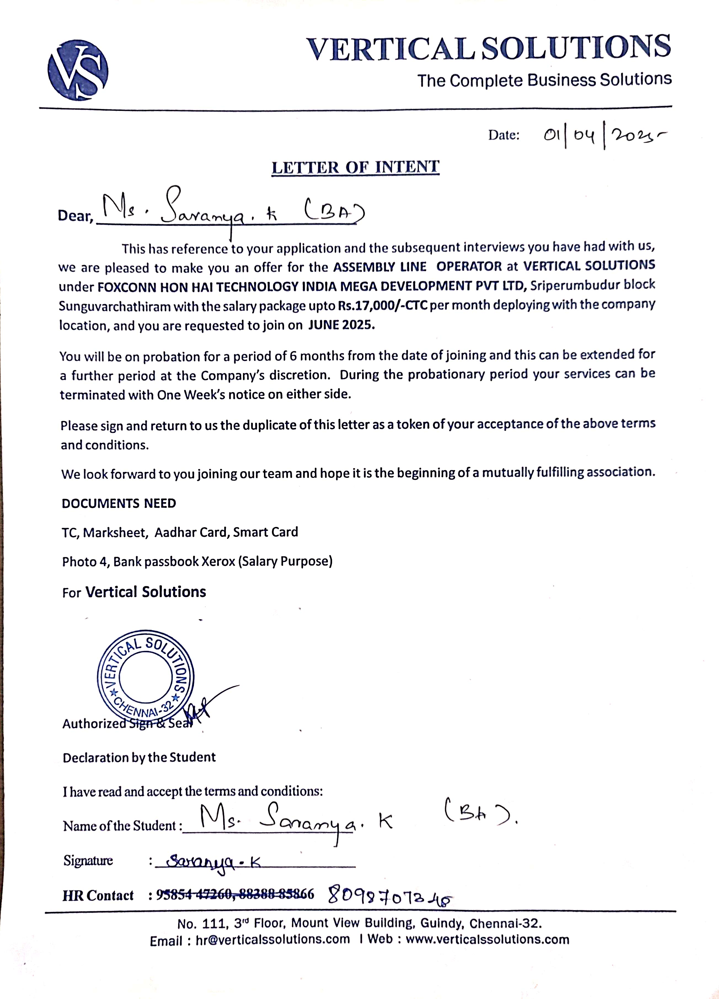 VS
VERTICAL SOLUTIONS
The Complete Business Solutions
Date: 01/04/2025
LETTER OF INTENT
Dear, Ms. Saranya. K (BA)
This has reference to your application and the subsequent interviews you have had with us,
we are pleased to make you an offer for the ASSEMBLY LINE OPERATOR at VERTICAL SOLUTIONS
under FOXCONN HON HAI TECHNOLOGY INDIA MEGA DEVELOPMENT PVT LTD, Sriperumbudur block
Sunguvarchathiram with the salary package upto Rs.17,000/-CTC per month deploying with the company
location, and you are requested to join on JUNE 2025.
You will be on probation for a period of 6 months from the date of joining and this can be extended for
a further period at the Company's discretion. During the probationary period your services can be
terminated with One Week's notice on either side.
Please sign and return to us the duplicate of this letter as a token of your acceptance of the above terms
and conditions.
We look forward to you joining our team and hope it is the beginning of a mutually fulfilling association.
DOCUMENTS NEED
TC, Marksheet, Aadhar Card, Smart Card
Photo 4, Bank passbook Xerox (Salary Purpose)
For Vertical Solutions
VERTICAL SOLUTIONS
★ CHENNAI-32 ★
Authorized Sign & Seal
Declaration by the Student
I have read and accept the terms and conditions:
Name of the Student : Ms. Saranya. K (BA).
Signature : Saranya. K
HR Contact : 95854 47260, 88388 85866
No. 111, 3rd Floor, Mount View Building, Guindy, Chennai-32.
Email : hr@verticalssolutions.com I Web : www.verticalssolutions.com